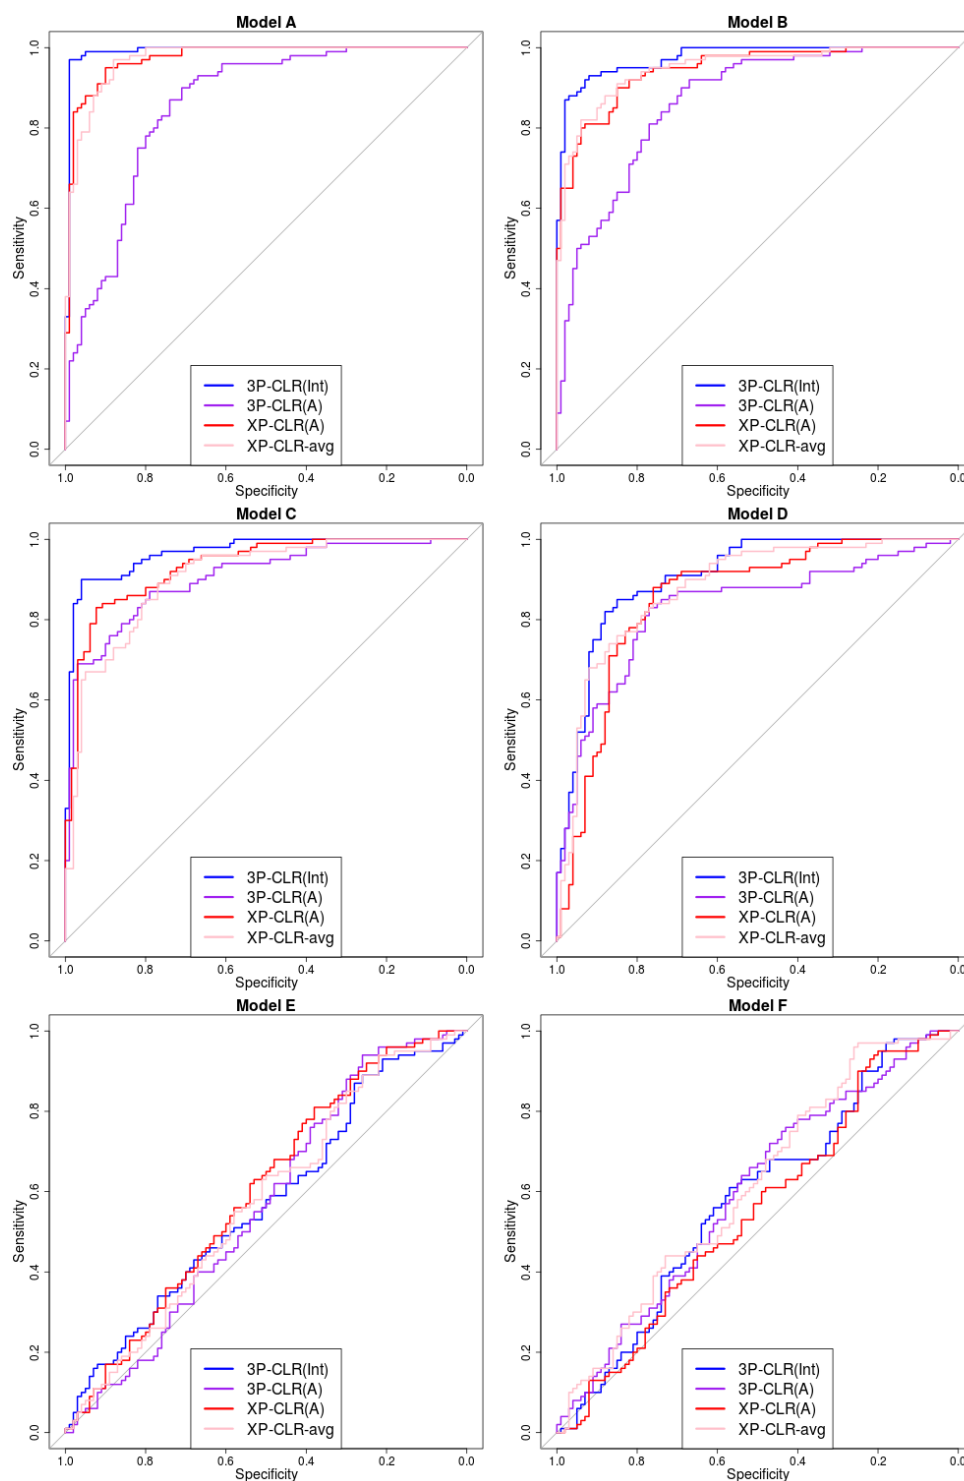 Model A
Sensitivity
1.0
0.8
0.6
0.4
0.2
0.0
3P-CLR(Int)
3P-CLR(A)
XP-CLR(A)
XP-CLR-avg
1.0 0.8 0.6 0.4 0.2 0.0
Specificity
Model B
Sensitivity
1.0
0.8
0.6
0.4
0.2
0.0
3P-CLR(Int)
3P-CLR(A)
XP-CLR(A)
XP-CLR-avg
1.0 0.8 0.6 0.4 0.2 0.0
Specificity
Model C
Sensitivity
1.0
0.8
0.6
0.4
0.2
0.0
3P-CLR(Int)
3P-CLR(A)
XP-CLR(A)
XP-CLR-avg
1.0 0.8 0.6 0.4 0.2 0.0
Specificity
Model D
Sensitivity
1.0
0.8
0.6
0.4
0.2
0.0
3P-CLR(Int)
3P-CLR(A)
XP-CLR(A)
XP-CLR-avg
1.0 0.8 0.6 0.4 0.2 0.0
Specificity
Model E
Sensitivity
1.0
0.8
0.6
0.4
0.2
0.0
3P-CLR(Int)
3P-CLR(A)
XP-CLR(A)
XP-CLR-avg
1.0 0.8 0.6 0.4 0.2 0.0
Specificity
Model F
Sensitivity
1.0
0.8
0.6
0.4
0.2
0.0
3P-CLR(Int)
3P-CLR(A)
XP-CLR(A)
XP-CLR-avg
1.0 0.8 0.6 0.4 0.2 0.0
Specificity